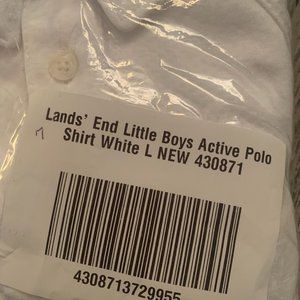 Lands' End Little Boys Active Polo
Shirt White L NEW 430871
4308713729955